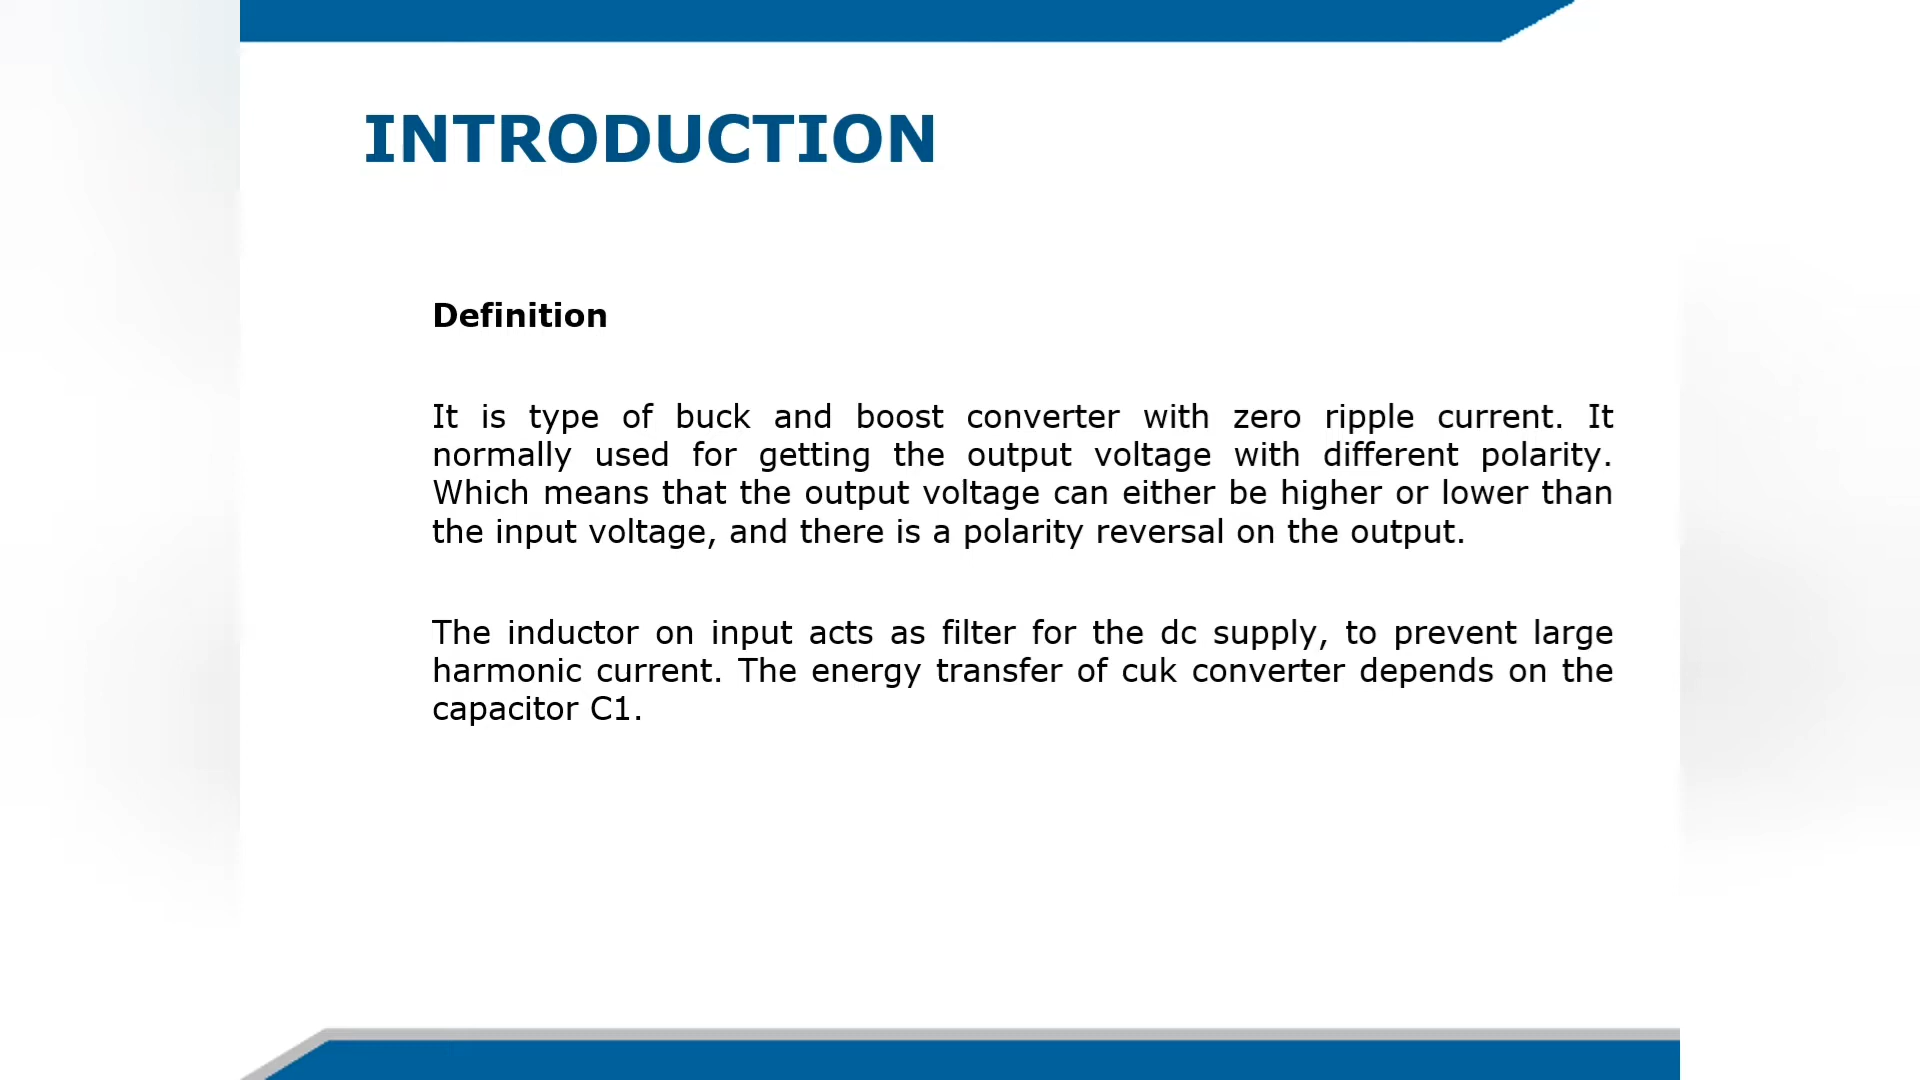 INTRODUCTION
Definition
It is type of buck and boost converter with zero ripple current. It
normally used for getting the output voltage with different polarity.
Which means that the output voltage can either be higher or lower than
the input voltage, and there is a polarity reversal on the output.
The inductor on input acts as filter for the dc supply, to prevent large
harmonic current. The energy transfer of cuk converter depends on the
capacitor C1.